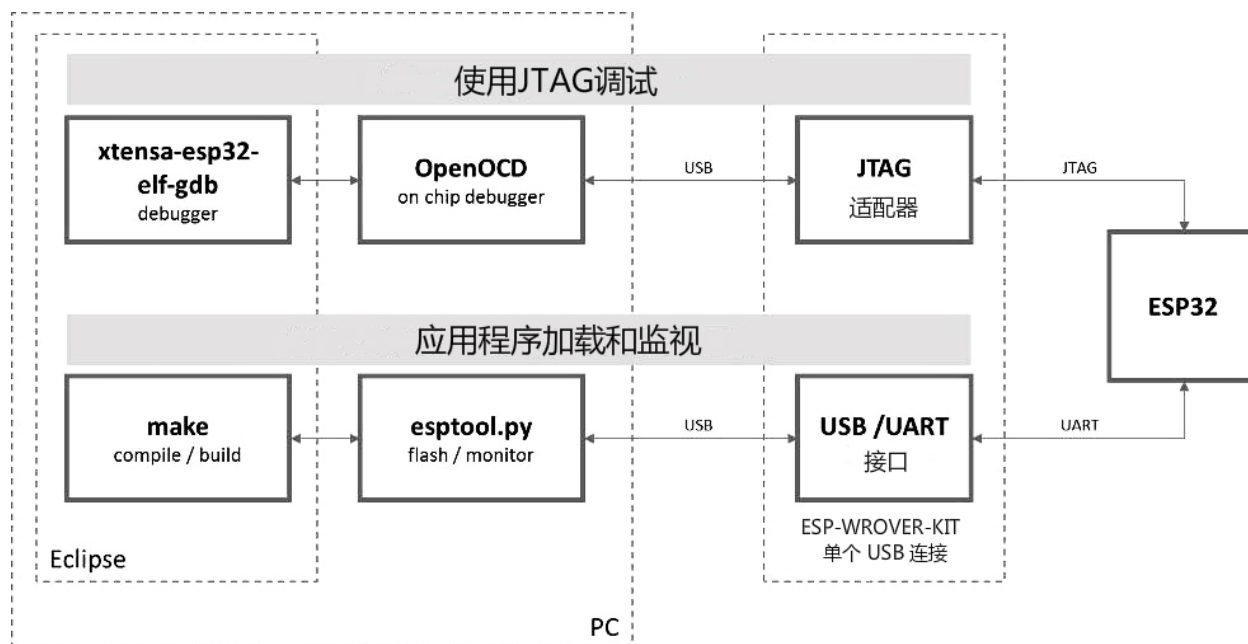 使用JTAG调试
xtensa-esp32-
elf-gdb
debugger
OpenOCD
on chip debugger
USB
JTAG
适配器
JTAG
ESP32
应用程序加载和监视
make
compile / build
esptool.py
flash / monitor
USB
USB /UART
接口
UART
ESP-WROVER-KIT
单个 USB 连接
Eclipse
PC